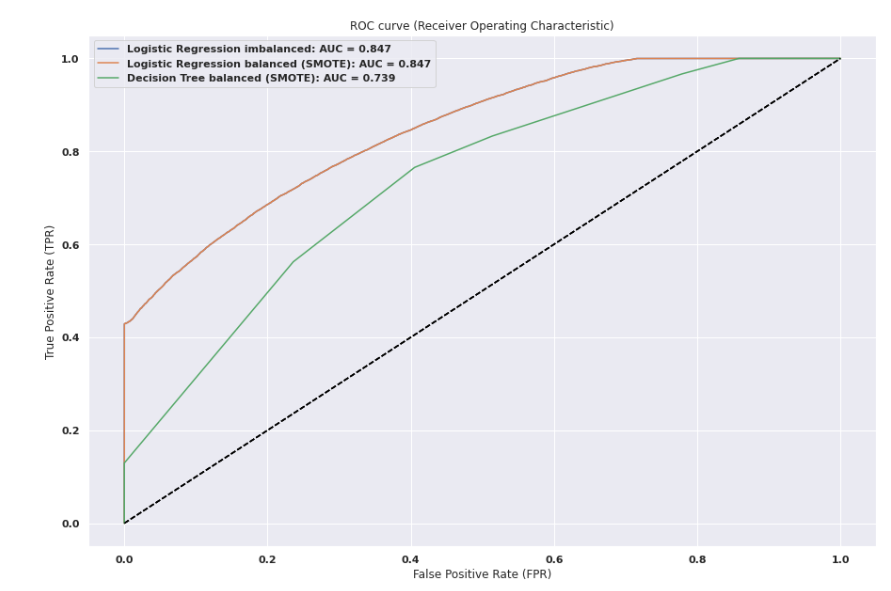 ROC curve (Receiver Operating Characteristic)
Logistic Regression imbalanced: AUC = 0.847
Logistic Regression balanced (SMOTE): AUC = 0.847
Decision Tree balanced (SMOTE): AUC = 0.739
True Positive Rate (TPR)
1.0
0.8
0.6
0.4
0.2
0.0
0.0 0.2 0.4 0.6 0.8 1.0
False Positive Rate (FPR)